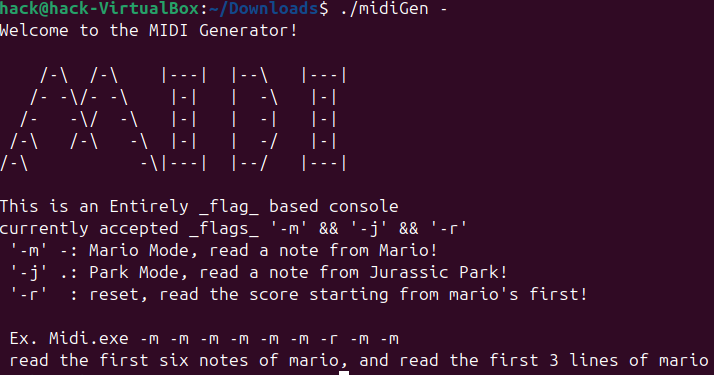 hack@hack-VirtualBox:~/Downloads$ ./midiGen -
Welcome to the MIDI Generator!

    /-\  /-\    |---|  |--\   |---|
   /- -\/- -\    |-|   |  -\   |-|
  /-   -\/  -\   |-|   |  -|   |-|
 /-\   /-\   -\  |-|   |  -/   |-|
/-\           -\|---|  |--/   |---|

This is an Entirely _flag_ based console
currently accepted _flags_ '-m' && '-j' && '-r'
 '-m' -: Mario Mode, read a note from Mario!
 '-j' .: Park Mode, read a note from Jurassic Park!
 '-r'  : reset, read the score starting from mario's first!

 Ex. Midi.exe -m -m -m -m -m -m -r -m -m
 read the first six notes of mario, and read the first 3 lines of mario